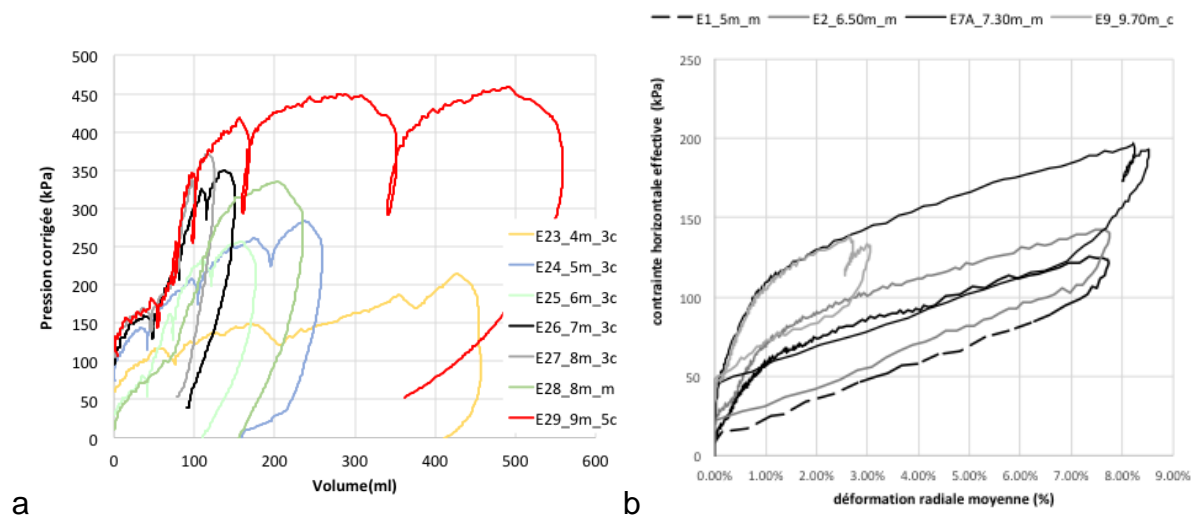 E1_5m_m E2_6.50m_m E7A_7.30m_m E9_9.70m_c
500
450
400
350
300
250
200
150
100
50
0
Pression corrigée (kPa)
0 100 200 300 400 500 600
Volume(ml)
E23_4m_3c
E24_5m_3c
E25_6m_3c
E26_7m_3c
E27_8m_3c
E28_8m_m
E29_9m_5c
a
250
200
150
100
50
0
contrainte horizontale effective (kPa)
0.00% 1.00% 2.00% 3.00% 4.00% 5.00% 6.00% 7.00% 8.00% 9.00%
déformation radiale moyenne (%)
b